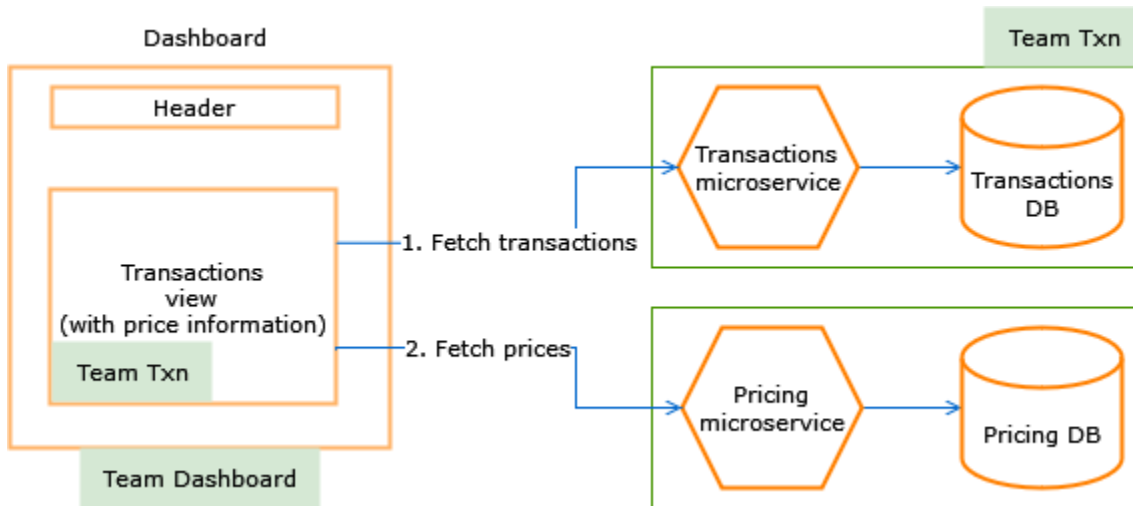 Dashboard
Team Txn
Header
Transactions
microservice
Transactions
DB
1. Fetch transactions
Transactions
view
(with price information)
2. Fetch prices
Team Txn
Pricing
microservice
Pricing DB
Team Dashboard